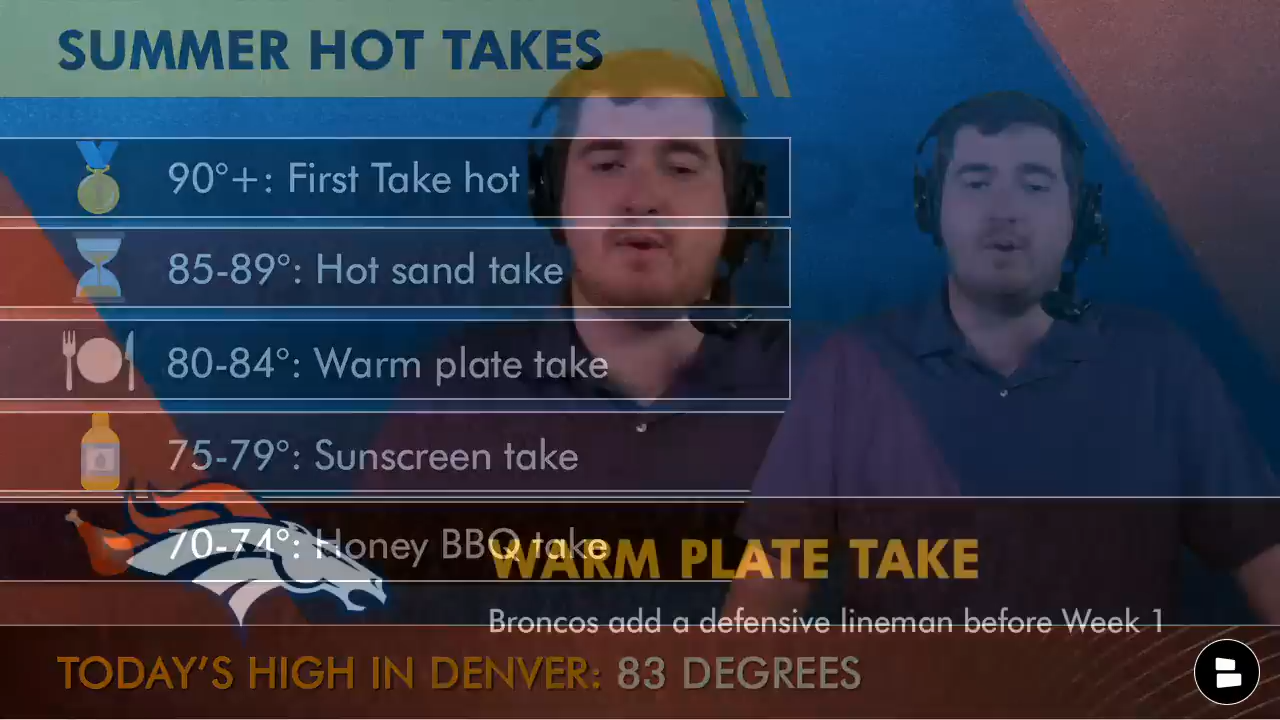 SUMMER HOT TAKES
90°+: First Take hot
85-89°: Hot sand take
80-84°: Warm plate take
75-79°: Sunscreen take
70-74°: Honey BBQ take
WARM PLATE TAKE
Broncos add a defensive lineman before Week 1
TODAY'S HIGH IN DENVER: 83 DEGREES